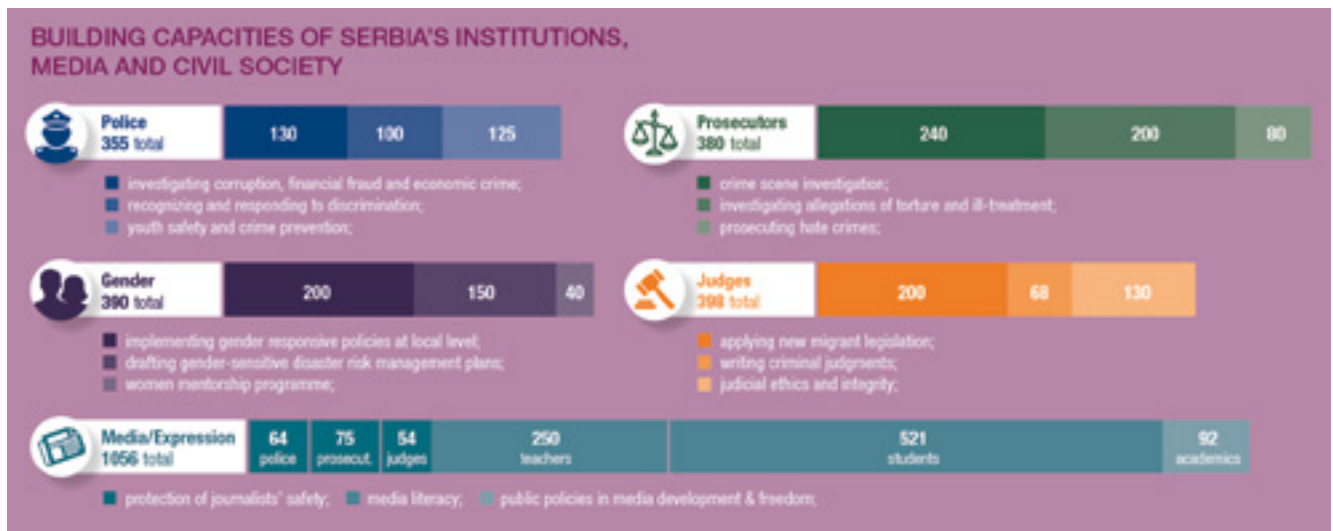 BUILDING CAPACITIES OF SERBIA'S INSTITUTIONS,
MEDIA AND CIVIL SOCIETY
Police
355 total
130
100
125
investigating corruption, financial fraud and economic crime;
recognizing and responding to discrimination;
youth safety and crime prevention;
Prosecutors
380 total
240
200
80
crime scene investigation;
investigating allegations of torture and ill-treatment;
prosecuting hate crimes;
Gender
390 total
200
150
40
implementing gender responsive policies at local level;
drafting gender-sensitive disaster risk management plans;
women mentorship programme;
Judges
398 total
200
68
130
applying new migrant legislation;
writing criminal judgments;
judicial ethics and integrity;
Media/Expression
1056 total
64
police
75
prosecut.
54
judges
250
teachers
521
students
92
academics
protection of journalists' safety;
media literacy;
public policies in media development & freedom;